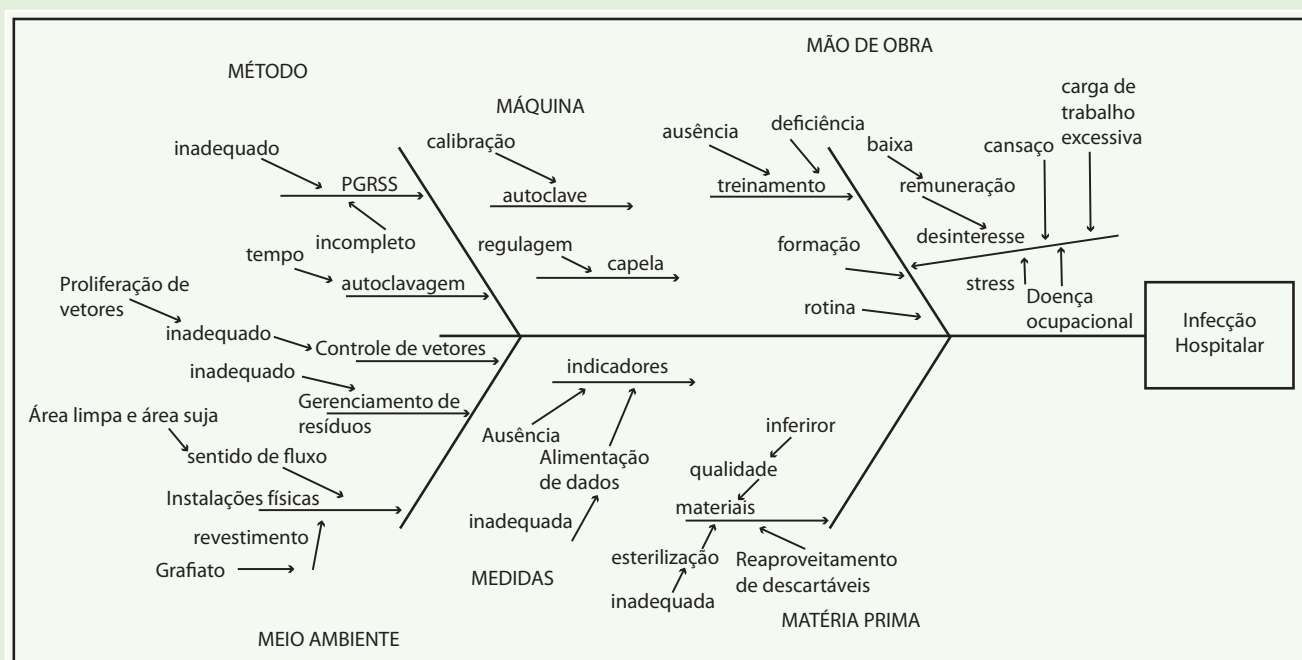 MÃO DE OBRA
MÉTODO
MÁQUINA
carga de
trabalho
excessiva
ausência
deficiência
baixa
cansaço
inadequado
calibração
PGRSS
autoclave
treinamento
remuneração
incompleto
regulagem
capela
formação
desinteresse
tempo
autoclavagem
stress
Doença
ocupacional
rotina
Proliferação de
vetores
inadequado
Controle de vetores
Infecção
Hospitalar
inadequado
Gerenciamento de
resíduos
indicadores
Área limpa e área suja
sentido de fluxo
Ausência
Alimentação
de dados
inferiror
qualidade
Instalações físicas
materiais
revestimento
inadequada
Grafiato
esterilização
Reaproveitamento
de descartáveis
inadequada
MEDIDAS
MATÉRIA PRIMA
MEIO AMBIENTE